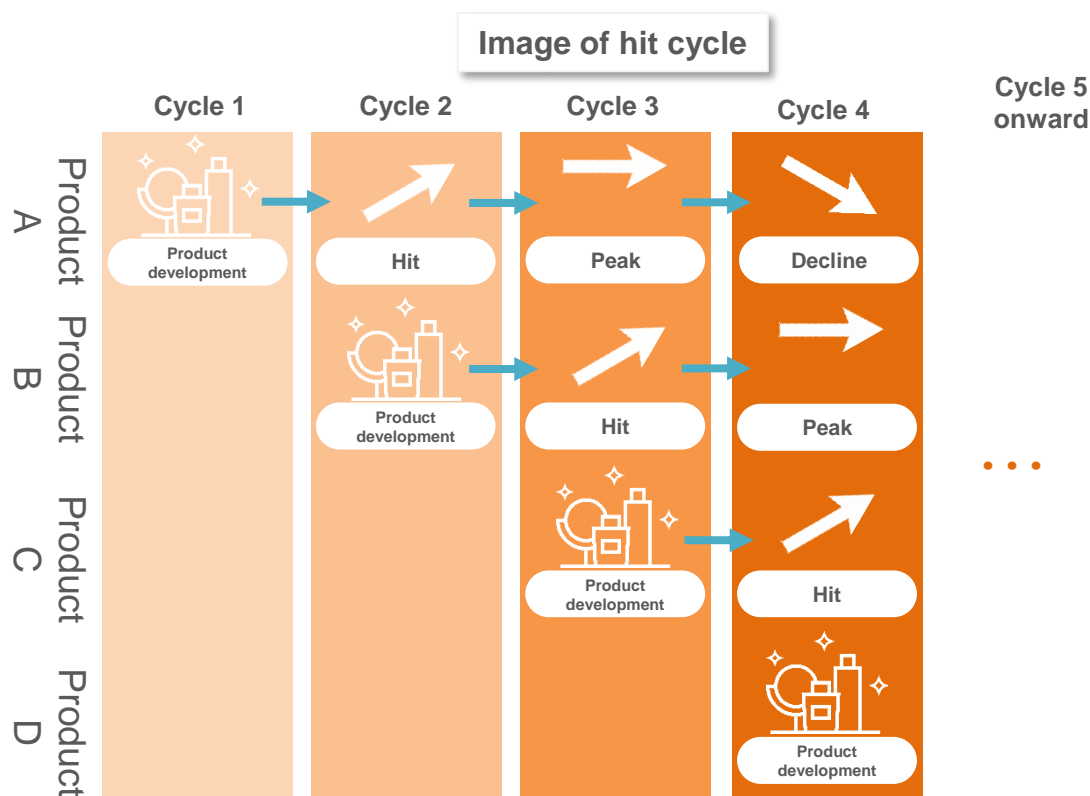 Image of hit cycle
Cycle 1
Cycle 2
Cycle 3
Cycle 4
Cycle 5
onward
Product
A
Product
development
Hit
Peak
Decline
Product
B
Product
development
Hit
Peak
Product
C
Product
development
Hit
Product
D
Product
development
• • •